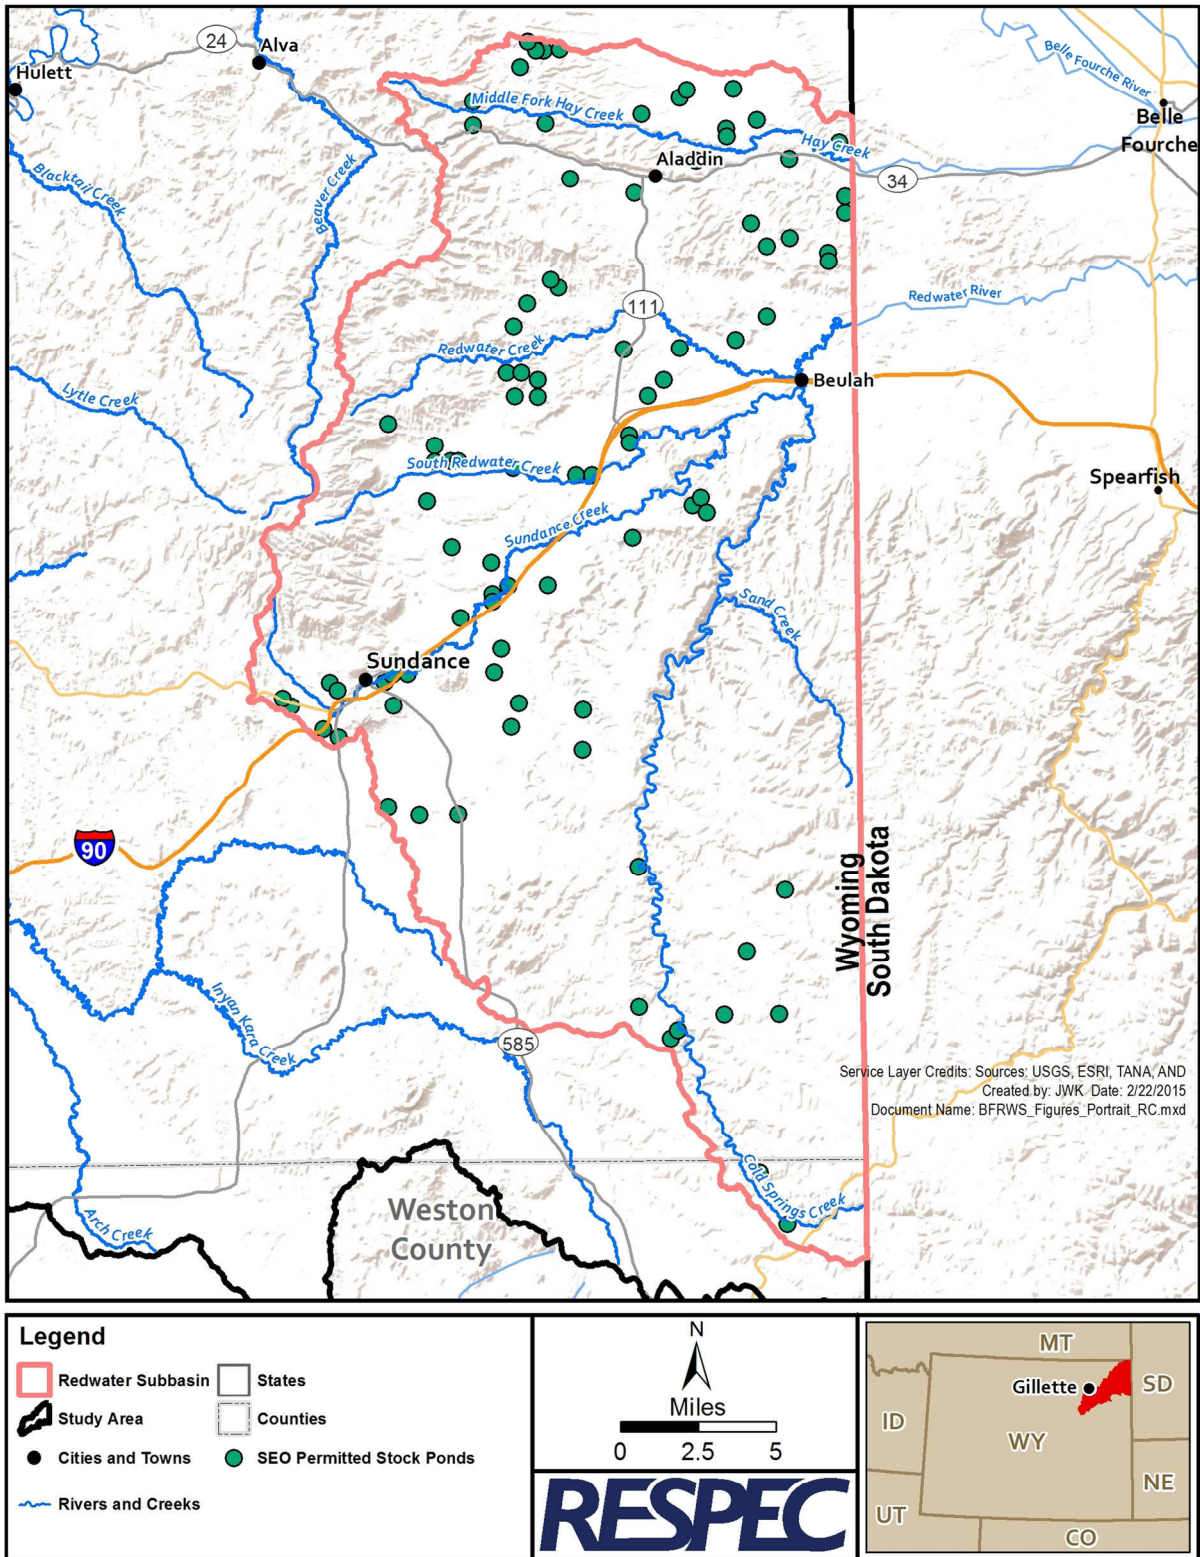 24
Alva
Hulett
Belle Fourche River
Belle
Fourche
Middle Fork Hay Creek
Hay Creek
Aladdin
34
Blacktail Creek
Beaver Creek
Redwater River
111
Redwater Creek
Beulah
Lytle Creek
South Redwater Creek
Spearfish
Sundance Creek
Sand Creek
Sundance
90
Wyoming
South Dakota
Inyan Kara Creek
585
Service Layer Credits: Sources: USGS, ESRI, TANA, AND
Created by: JWK Date: 2/22/2015
Document Name: BFRWS_Figures_Portrait_RC.mxd
Cold Springs Creek
Arch Creek
Weston
County
Legend
Redwater Subbasin
States
Study Area
Counties
Cities and Towns
SEO Permitted Stock Ponds
Rivers and Creeks
N
Miles
0 2.5 5
RESPEC
MT
Gillette
SD
ID
WY
NE
UT
CO